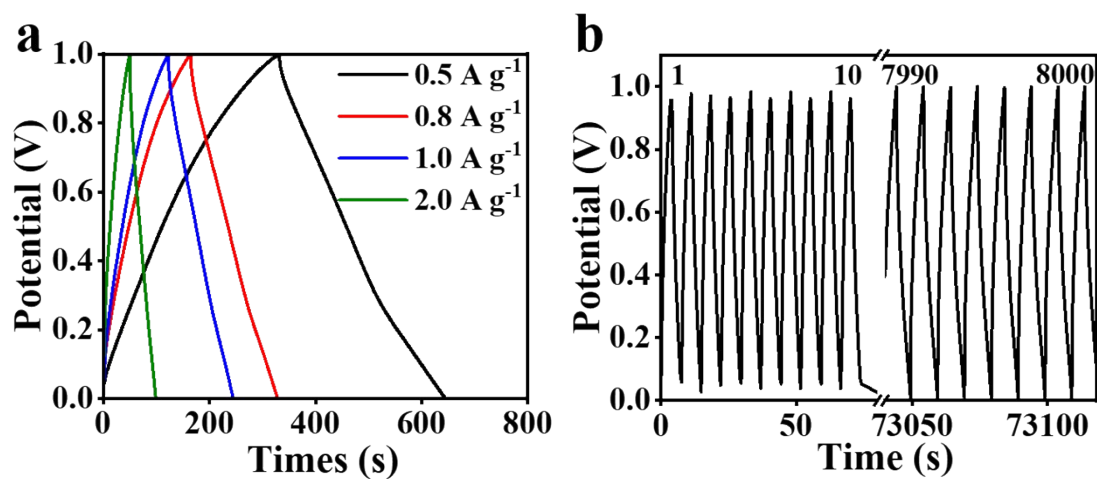 a
Potential (V)
1.0
0.8
0.6
0.4
0.2
0.0
0
200
400
600
800
Times (s)
0.5 A g⁻¹
0.8 A g⁻¹
1.0 A g⁻¹
2.0 A g⁻¹
b
Potential (V)
1.0
0.8
0.6
0.4
0.2
0.0
1
10
7990
8000
0
50
73050
73100
Time (s)